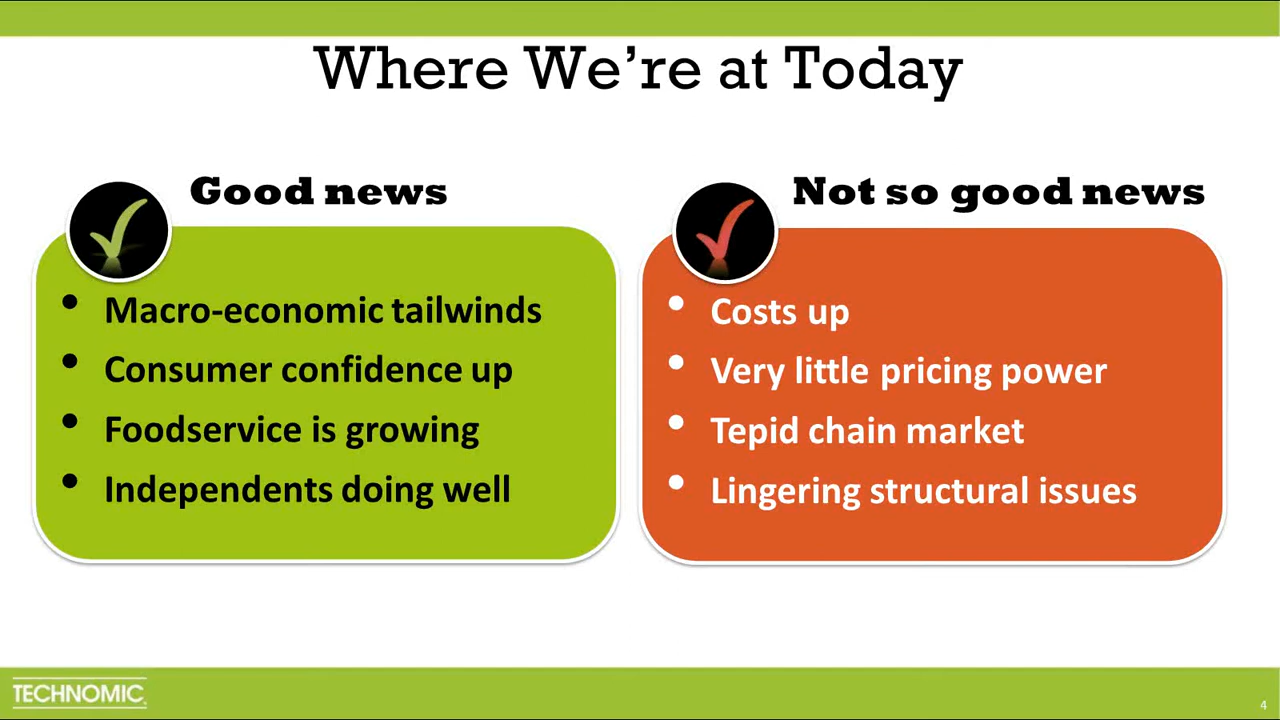 Where We’re at Today
Good news
• Macro-economic tailwinds
• Consumer confidence up
• Foodservice is growing
• Independents doing well
Not so good news
• Costs up
• Very little pricing power
• Tepid chain market
• Lingering structural issues
TECHNOMIC
4